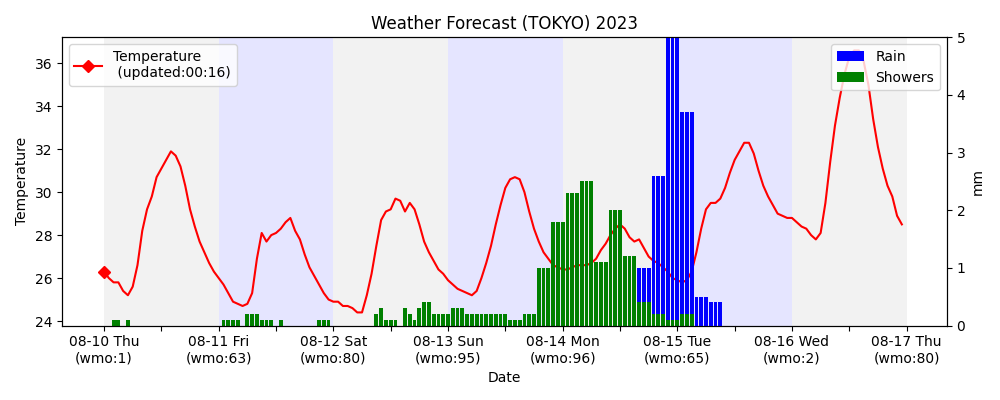 Weather Forecast (TOKYO) 2023
Temperature
(updated:00:16)
Rain
Showers
36
34
32
30
28
26
24
Temperature
5
4
3
2
1
0
mm
08-10 Thu
(wmo:1)
08-11 Fri
(wmo:63)
08-12 Sat
(wmo:80)
08-13 Sun
(wmo:95)
08-14 Mon
(wmo:96)
08-15 Tue
(wmo:65)
08-16 Wed
(wmo:2)
08-17 Thu
(wmo:80)
Date